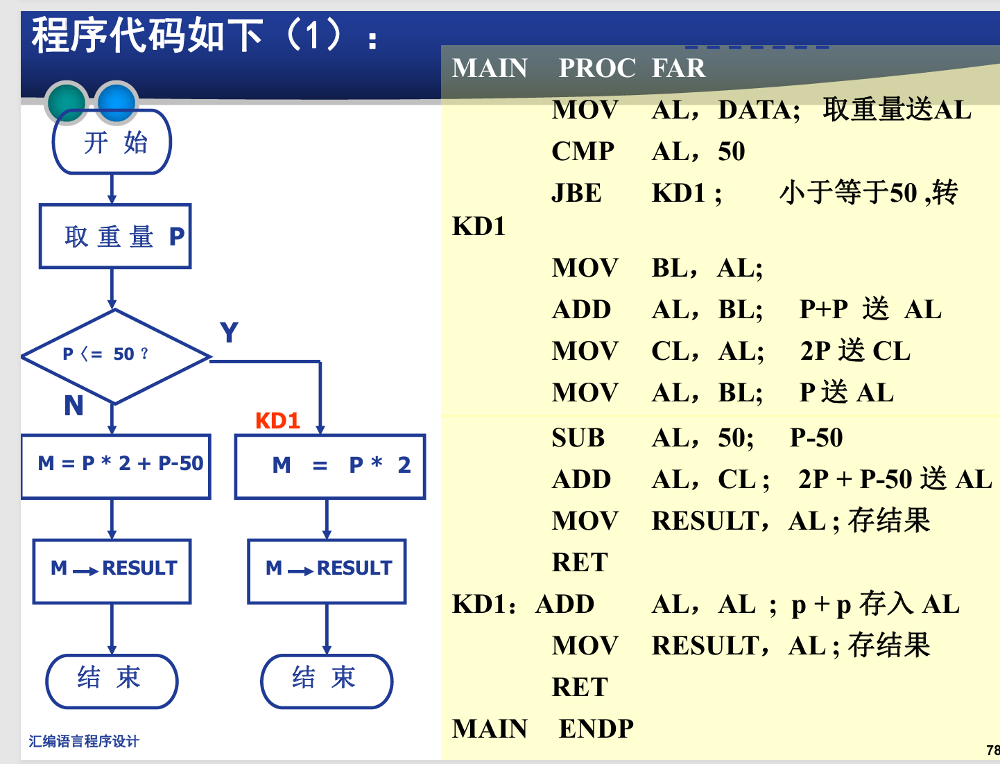 程序代码如下（1）：
开 始
取 重 量 P
P〈= 50 ？
Y
N
KD1
M = P * 2 + P-50
M = P * 2
M RESULT
M RESULT
结 束
结 束
汇编语言程序设计
MAIN PROC FAR
MOV AL，DATA; 取重量送AL
CMP AL，50
JBE KD1 ; 小于等于50 ,转
KD1
MOV BL，AL;
ADD AL，BL; P+P 送 AL
MOV CL，AL; 2P 送 CL
MOV AL，BL; P 送 AL
SUB AL，50; P-50
ADD AL，CL ; 2P + P-50 送 AL
MOV RESULT，AL ; 存结果
RET
KD1：ADD AL，AL ; p + p 存入 AL
MOV RESULT，AL ; 存结果
RET
MAIN ENDP
78